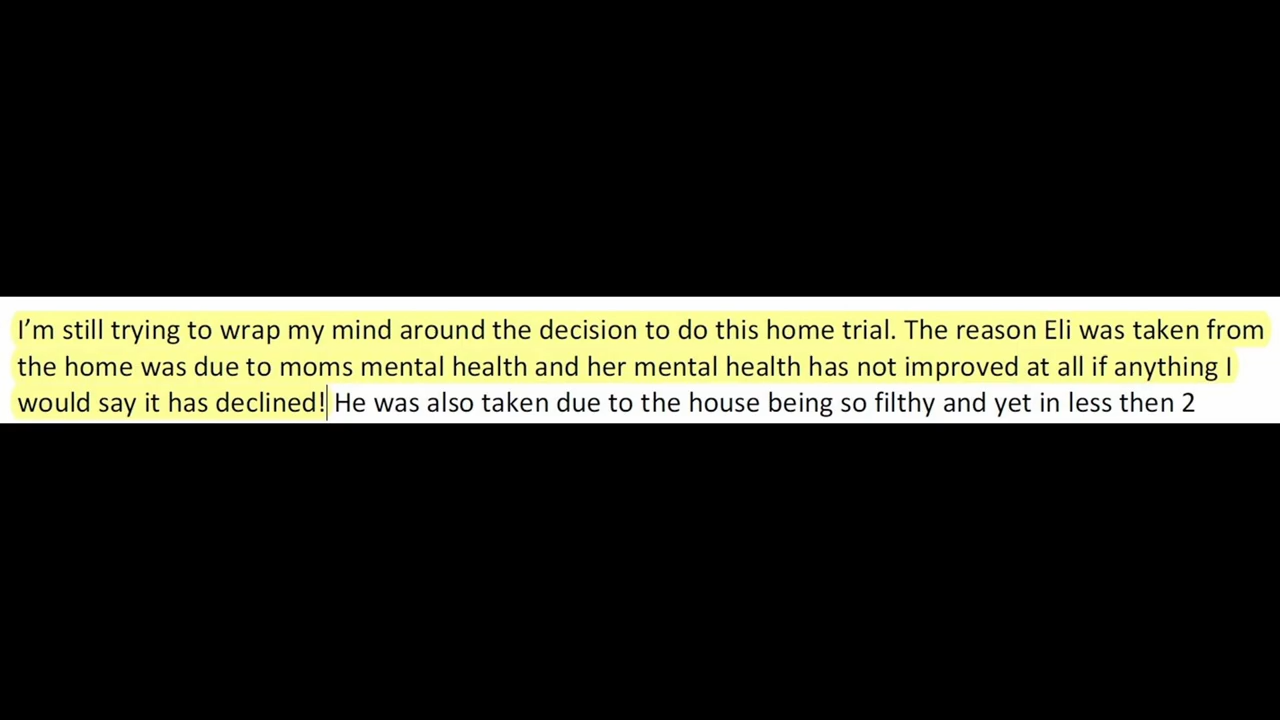 I’m still trying to wrap my mind around the decision to do this home trial. The reason Eli was taken from
the home was due to moms mental health and her mental health has not improved at all if anything I
would say it has declined! He was also taken due to the house being so filthy and yet in less then 2